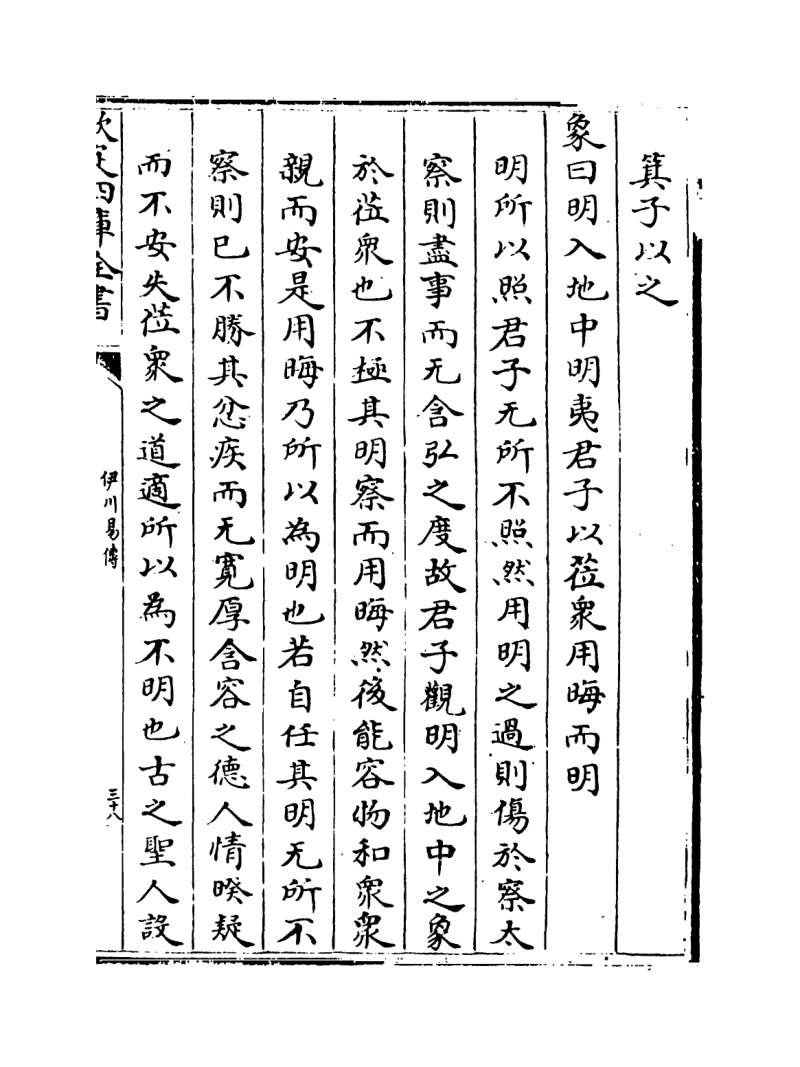 箕子以之
象曰明入地中明夷君子以莅衆用晦而明
明所以照君子无所不照然用明之過則傷於察太
察則盡事而无含弘之度故君子觀明入地中之象
於莅衆也不極其明察而用晦然後能容物和衆衆
親而安是用晦乃所以為明也若自任其明无所不
察則已不勝其忿疾而无寛厚含容之德人情暌疑
而不安失莅衆之道適所以為不明也古之聖人設
欽定四庫全書
伊川易傳
三十八